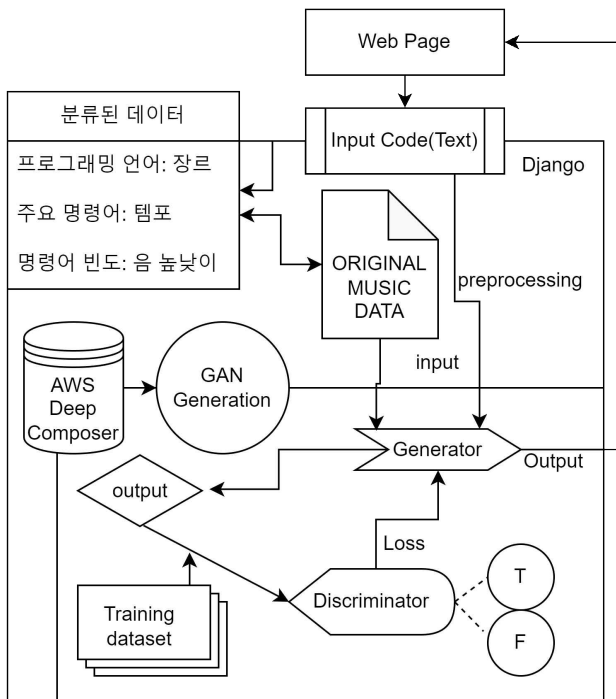 Web Page
분류된 데이터
Input Code(Text)
Django
프로그래밍 언어: 장르
주요 명령어: 템포
명령어 빈도: 음 높낮이
ORIGINAL
MUSIC
DATA
preprocessing
input
AWS
Deep
Composer
GAN
Generation
Generator
Output
output
Loss
Training
dataset
Discriminator
T
F